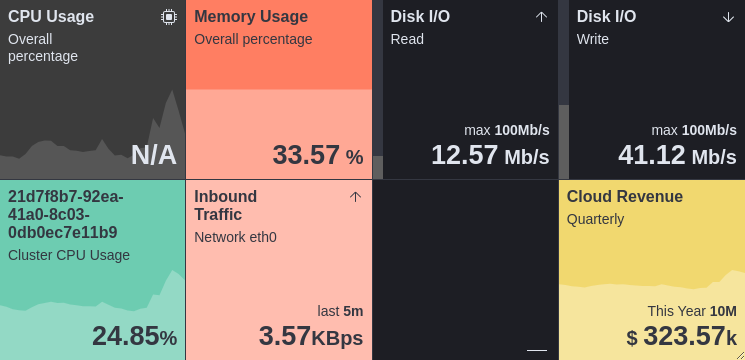 CPU Usage
Overall
percentage
N/A
Memory Usage
Overall percentage
33.57 %
Disk I/O
Read
max 100Mb/s
12.57 Mb/s
Disk I/O
Write
max 100Mb/s
41.12 Mb/s
21d7f8b7-92ea-
41a0-8c03-
0db0ec7e11b9
Cluster CPU Usage
24.85%
Inbound
Traffic
Network eth0
last 5m
3.57KBps
Cloud Revenue
Quarterly
This Year 10M
$ 323.57k